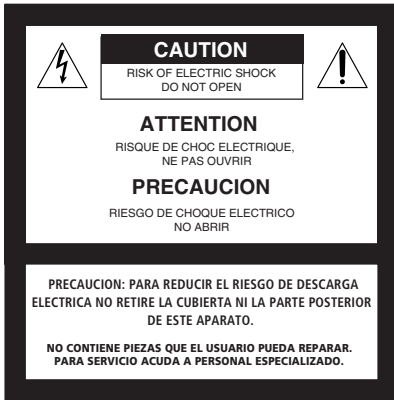 CAUTION
RISK OF ELECTRIC SHOCK
DO NOT OPEN
ATTENTION
RISQUE DE CHOC ELECTRIQUE,
NE PAS OUVRIR
PRECAUCION
RIESGO DE CHOQUE ELECTRICO
NO ABRIR
PRECAUCION: PARA REDUCIR EL RIESGO DE DESCARGA
ELECTRICA NO RETIRE LA CUBIERTA NI LA PARTE POSTERIOR
DE ESTE APARATO.
NO CONTIENE PIEZAS QUE EL USUARIO PUEDA REPARAR.
PARA SERVICIO ACUDA A PERSONAL ESPECIALIZADO.